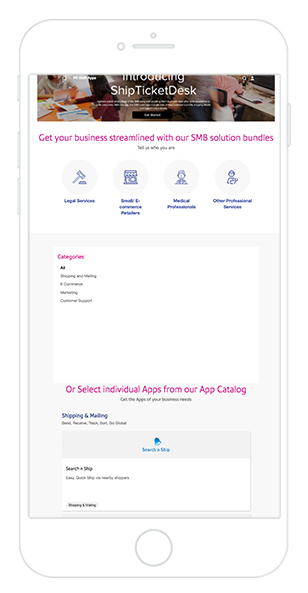 PB SMB Apps
Introducing
ShipTicketDesk
Get Started
Get your business streamlined with our SMB solution bundles
Tell us who you are
Legal Services
Small/ E-
commerce
Retailers
Medical
Professionals
Other Professional
Services
Categories
All
Shipping and Mailing
E Commerce
Marketing
Customer Support
Or Select individual Apps from our App Catalog
Get the Apps of your business needs
Shipping & Mailing
Send, Receive, Track, Sort, Go Global
Search n Ship
Search n Ship
Easy, Quick Ship via nearby shippers
Shipping & Mailing